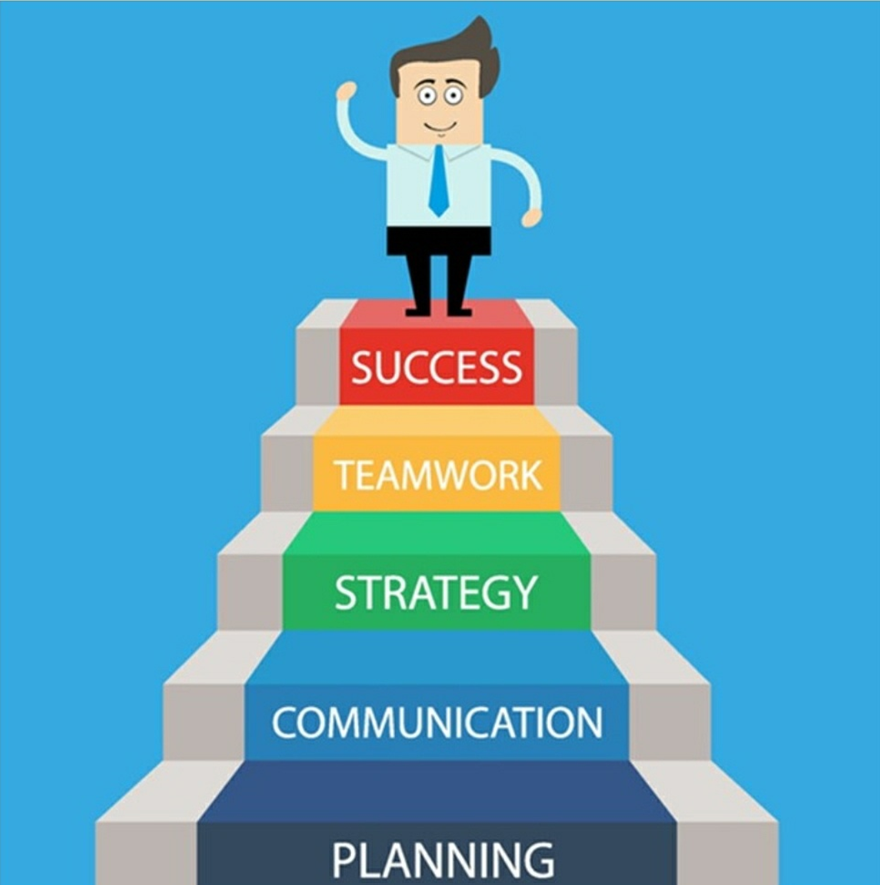 SUCCESS
TEAMWORK
STRATEGY
COMMUNICATION
PLANNING